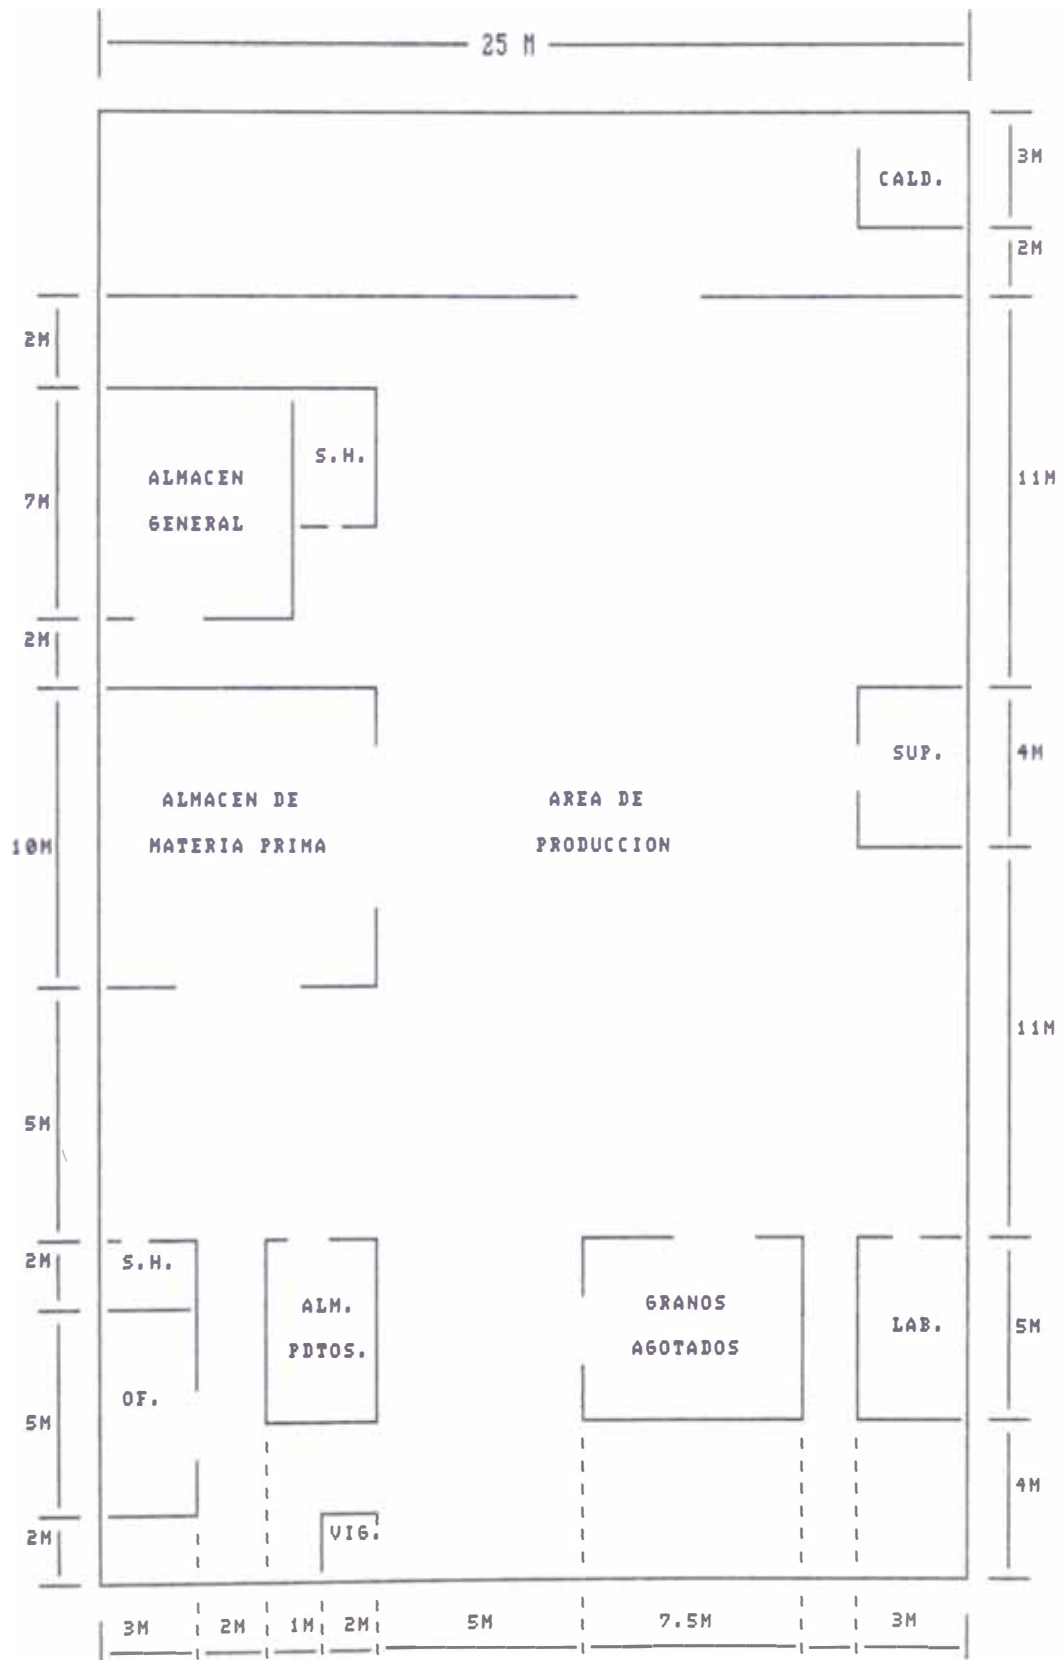 25 M
3M
CALD.
2M
2M
S.H.
ALMACEN
GENERAL
7M
11M
2M
SUP.
4M
ALMACEN DE
MATERIA PRIMA
AREA DE
PRODUCCION
10M
11M
5M
2M
S.H.
ALM.
PDTOS.
GRANOS
AGOTADOS
LAB.
5M
OF.
5M
4M
VIG.
2M
3M
2M
1M
2M
5M
7.5M
3M